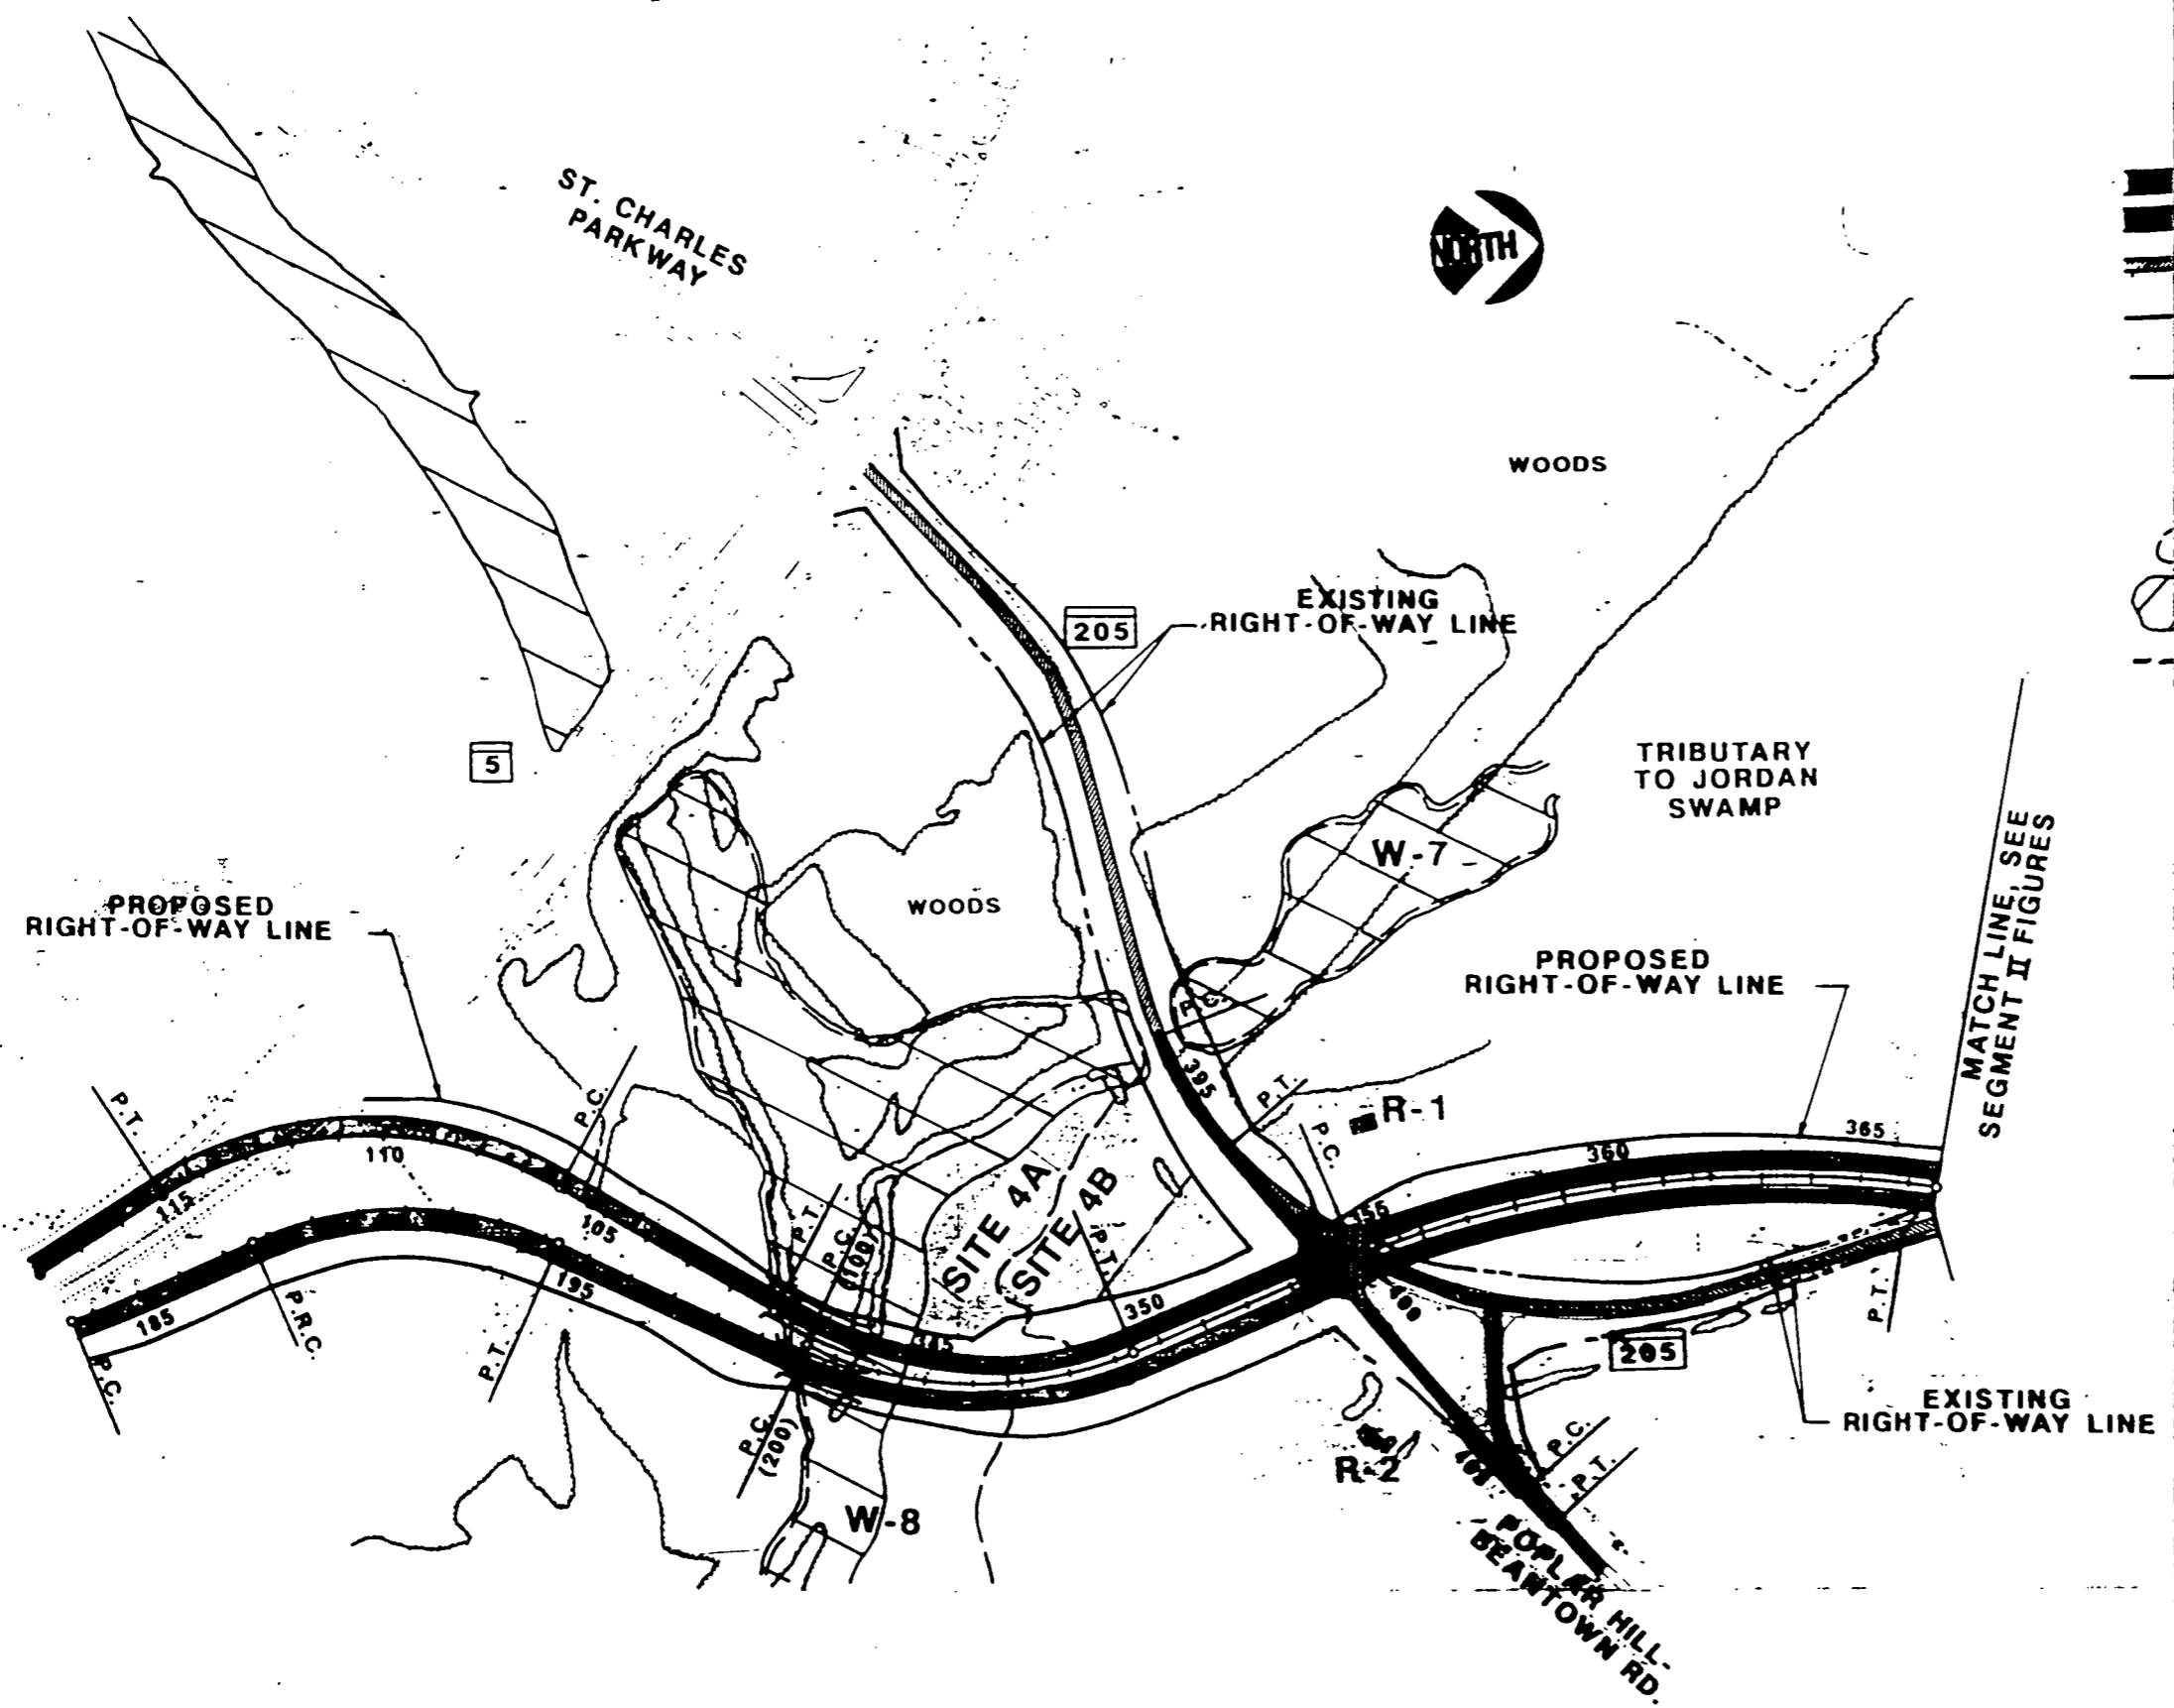 ST. CHARLES
PARKWAY
NORTH
WOODS
EXISTING
RIGHT-OF-WAY LINE
205
5
TRIBUTARY
TO JORDAN
SWAMP
W-7
MATCH LINE, SEE
SEGMENT II FIGURES
PROPOSED
RIGHT-OF-WAY LINE
WOODS
PROPOSED
RIGHT-OF-WAY LINE
P.C.
395
P.T.
R-1
P.C.
P.T.
P.C.
110
115
105
365
360
355
SITE 4A
SITE 4B
P.T.
P.C.
(100)
P.T.
350
345
195
185
P.R.C.
P.T.
P.C.
P.C.
(200)
400
P.T.
205
EXISTING
RIGHT-OF-WAY LINE
P.C.
P.T.
R-2
W-8
POPLAR HILL-
BEANTOWN RD.